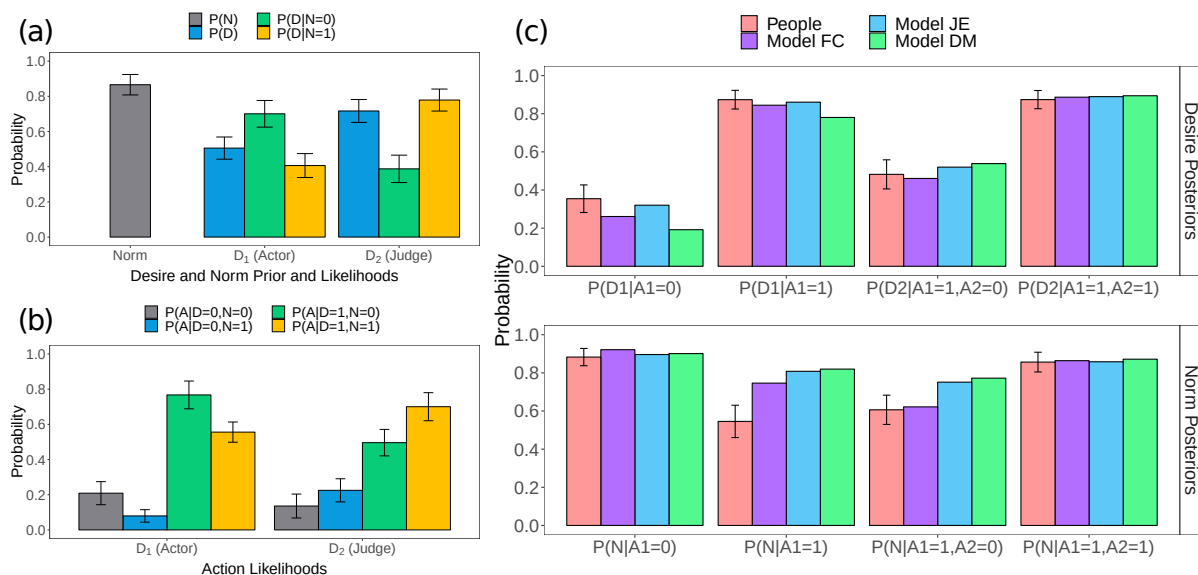 (a)
P(N) P(D|N=0)
P(D) P(D|N=1)
Probability
1.0
0.8
0.6
0.4
0.2
0.0
Norm D₁ (Actor) D₂ (Judge)
Desire and Norm Prior and Likelihoods
(b)
P(A|D=0,N=0) P(A|D=1,N=0)
P(A|D=0,N=1) P(A|D=1,N=1)
Probability
1.0
0.8
0.6
0.4
0.2
0.0
D₁ (Actor) D₂ (Judge)
Action Likelihoods
(c)
People Model JE
Model FC Model DM
Probability
1.0
0.8
0.6
0.4
0.2
0.0
P(D1|A1=0) P(D1|A1=1) P(D2|A1=1,A2=0) P(D2|A1=1,A2=1)
Desire Posteriors
1.0
0.8
0.6
0.4
0.2
0.0
P(N|A1=0) P(N|A1=1) P(N|A1=1,A2=0) P(N|A1=1,A2=1)
Norm Posteriors